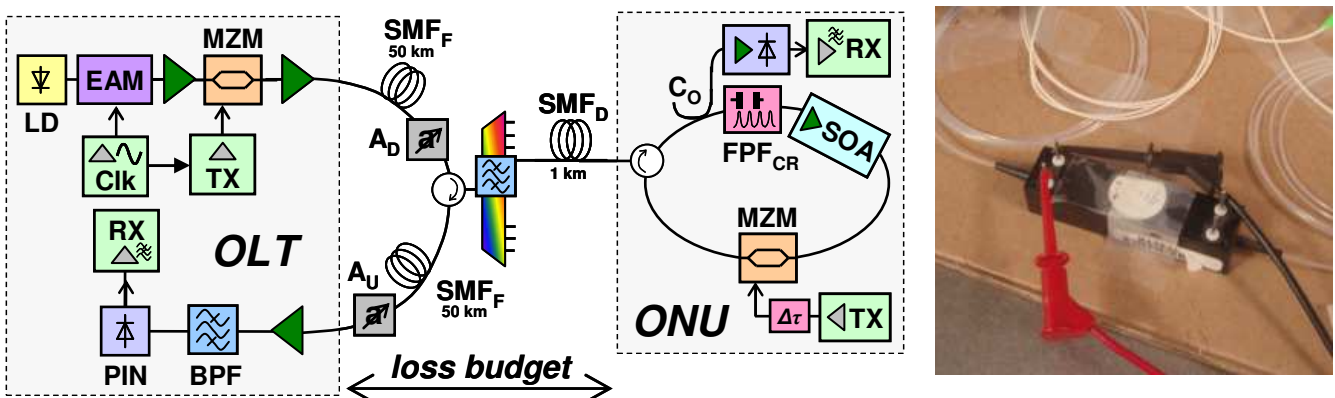 LD
EAM
MZM
Clk
TX
RX
OLT
PIN
BPF
SMF_F
50 km
A_D
A_U
SMF_F
50 km
loss budget
SMF_D
1 km
C_O
RX
FPF_CR
SOA
MZM
ONU
Δτ
TX